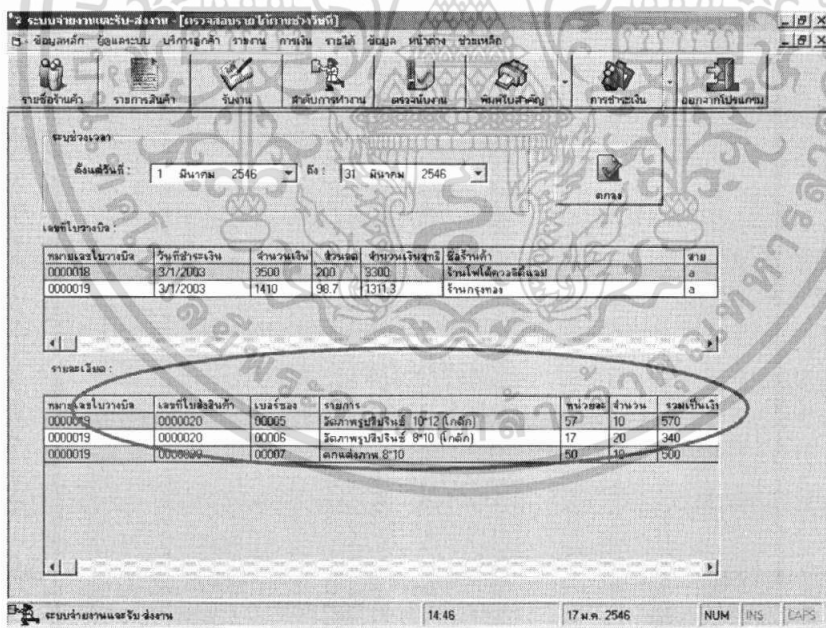 ระบบจ่ายงานและรับ-ส่งงาน - [ตรวจสอบรายได้ภายช่วงวันที่]
ข้อมูลหลัก ข้อมูลระบบ บริการลูกค้า รายงาน การเงิน รายได้ ข้อมูล หน้าต่าง ช่วยเหลือ
รายชื่อร้านค้า รายการสินค้า รับงาน ลำดับการทำงาน ตรวจนับงาน พิมพ์ใบสำคัญ การชำระเงิน ออกจากโปรแกรม
ระบุช่วงเวลา
ตั้งแต่วันที่ : 1 มีนาคม 2546 ถึง : 31 มีนาคม 2546
ตกลง
เลขที่ใบวางบิล :
หมายเลขใบวางบิล วันที่ชำระเงิน จำนวนเงิน ส่วนลด จำนวนเงินสุทธิ ชื่อร้านค้า สาย
0000018 3/1/2003 3500 200 3300 a
0000019 3/1/2003 1410 98.7 1311.3 ร้านกรุงทอง a
รายละเอียด :
หมายเลขใบวางบิล เลขที่ใบส่งสินค้า เบอร์ซอง รายการ หน่วยละ จำนวน รวมเป็นเงิน
0000019 0000020 00005 อัดภาพรูปรีปริ้นซ์ 10*12 (โกดัก) 57 10 570
0000019 0000020 00006 อัดภาพรูปรีปริ้นซ์ 8*10 (โกดัก) 17 20 340
0000019 0000020 00007 ตกแต่งภาพ 8*10 50 10 500
ระบบจ่ายงานและรับ-ส่งงาน 14:46 17 ม.ค. 2546 NUM INS CAPS